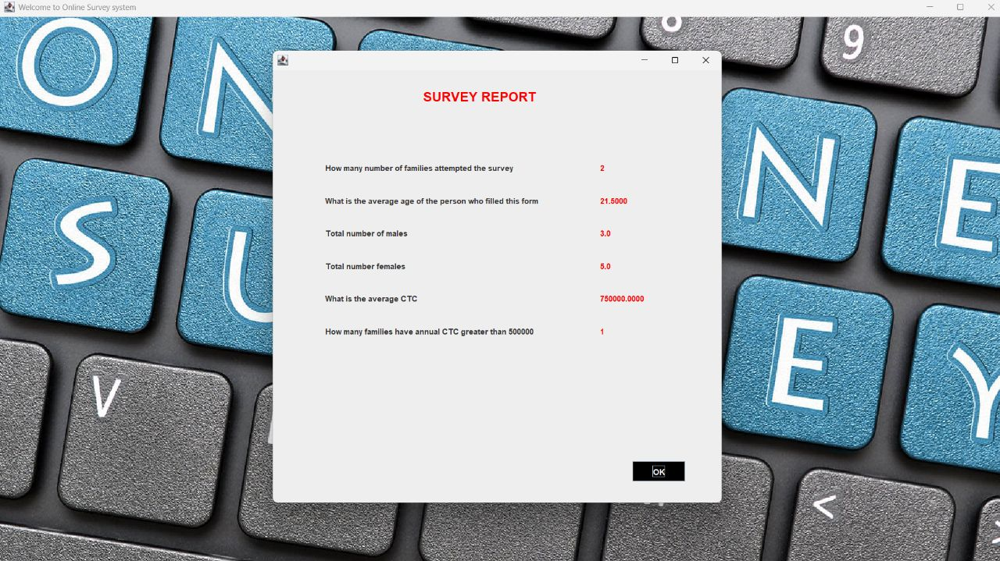 Welcome to Online Survey system
8
9
O N
N E
SURVEY REPORT
How many number of families attempted the survey 2
What is the average age of the person who filled this form 21.5000
S U
Total number of males 3.0
Total number females 5.0
What is the average CTC 750000.0000
How many families have annual CTC greater than 500000 1
E Y
V
OK
<